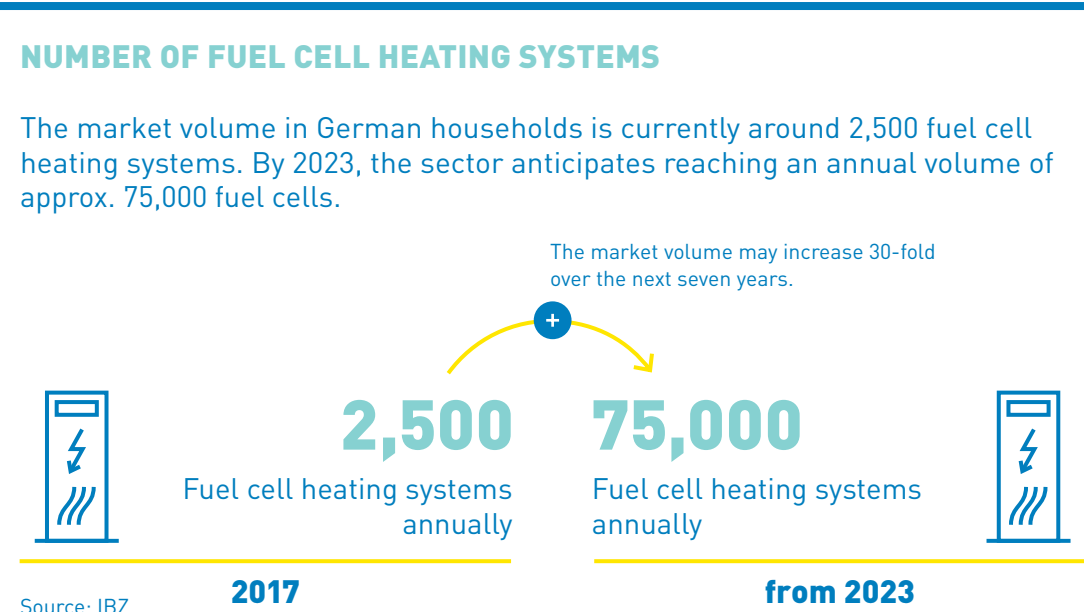 NUMBER OF FUEL CELL HEATING SYSTEMS
The market volume in German households is currently around 2,500 fuel cell
heating systems. By 2023, the sector anticipates reaching an annual volume of
approx. 75,000 fuel cells.
The market volume may increase 30-fold
over the next seven years.
+
2,500
Fuel cell heating systems
annually
75,000
Fuel cell heating systems
annually
2017
from 2023
Source: IBZ